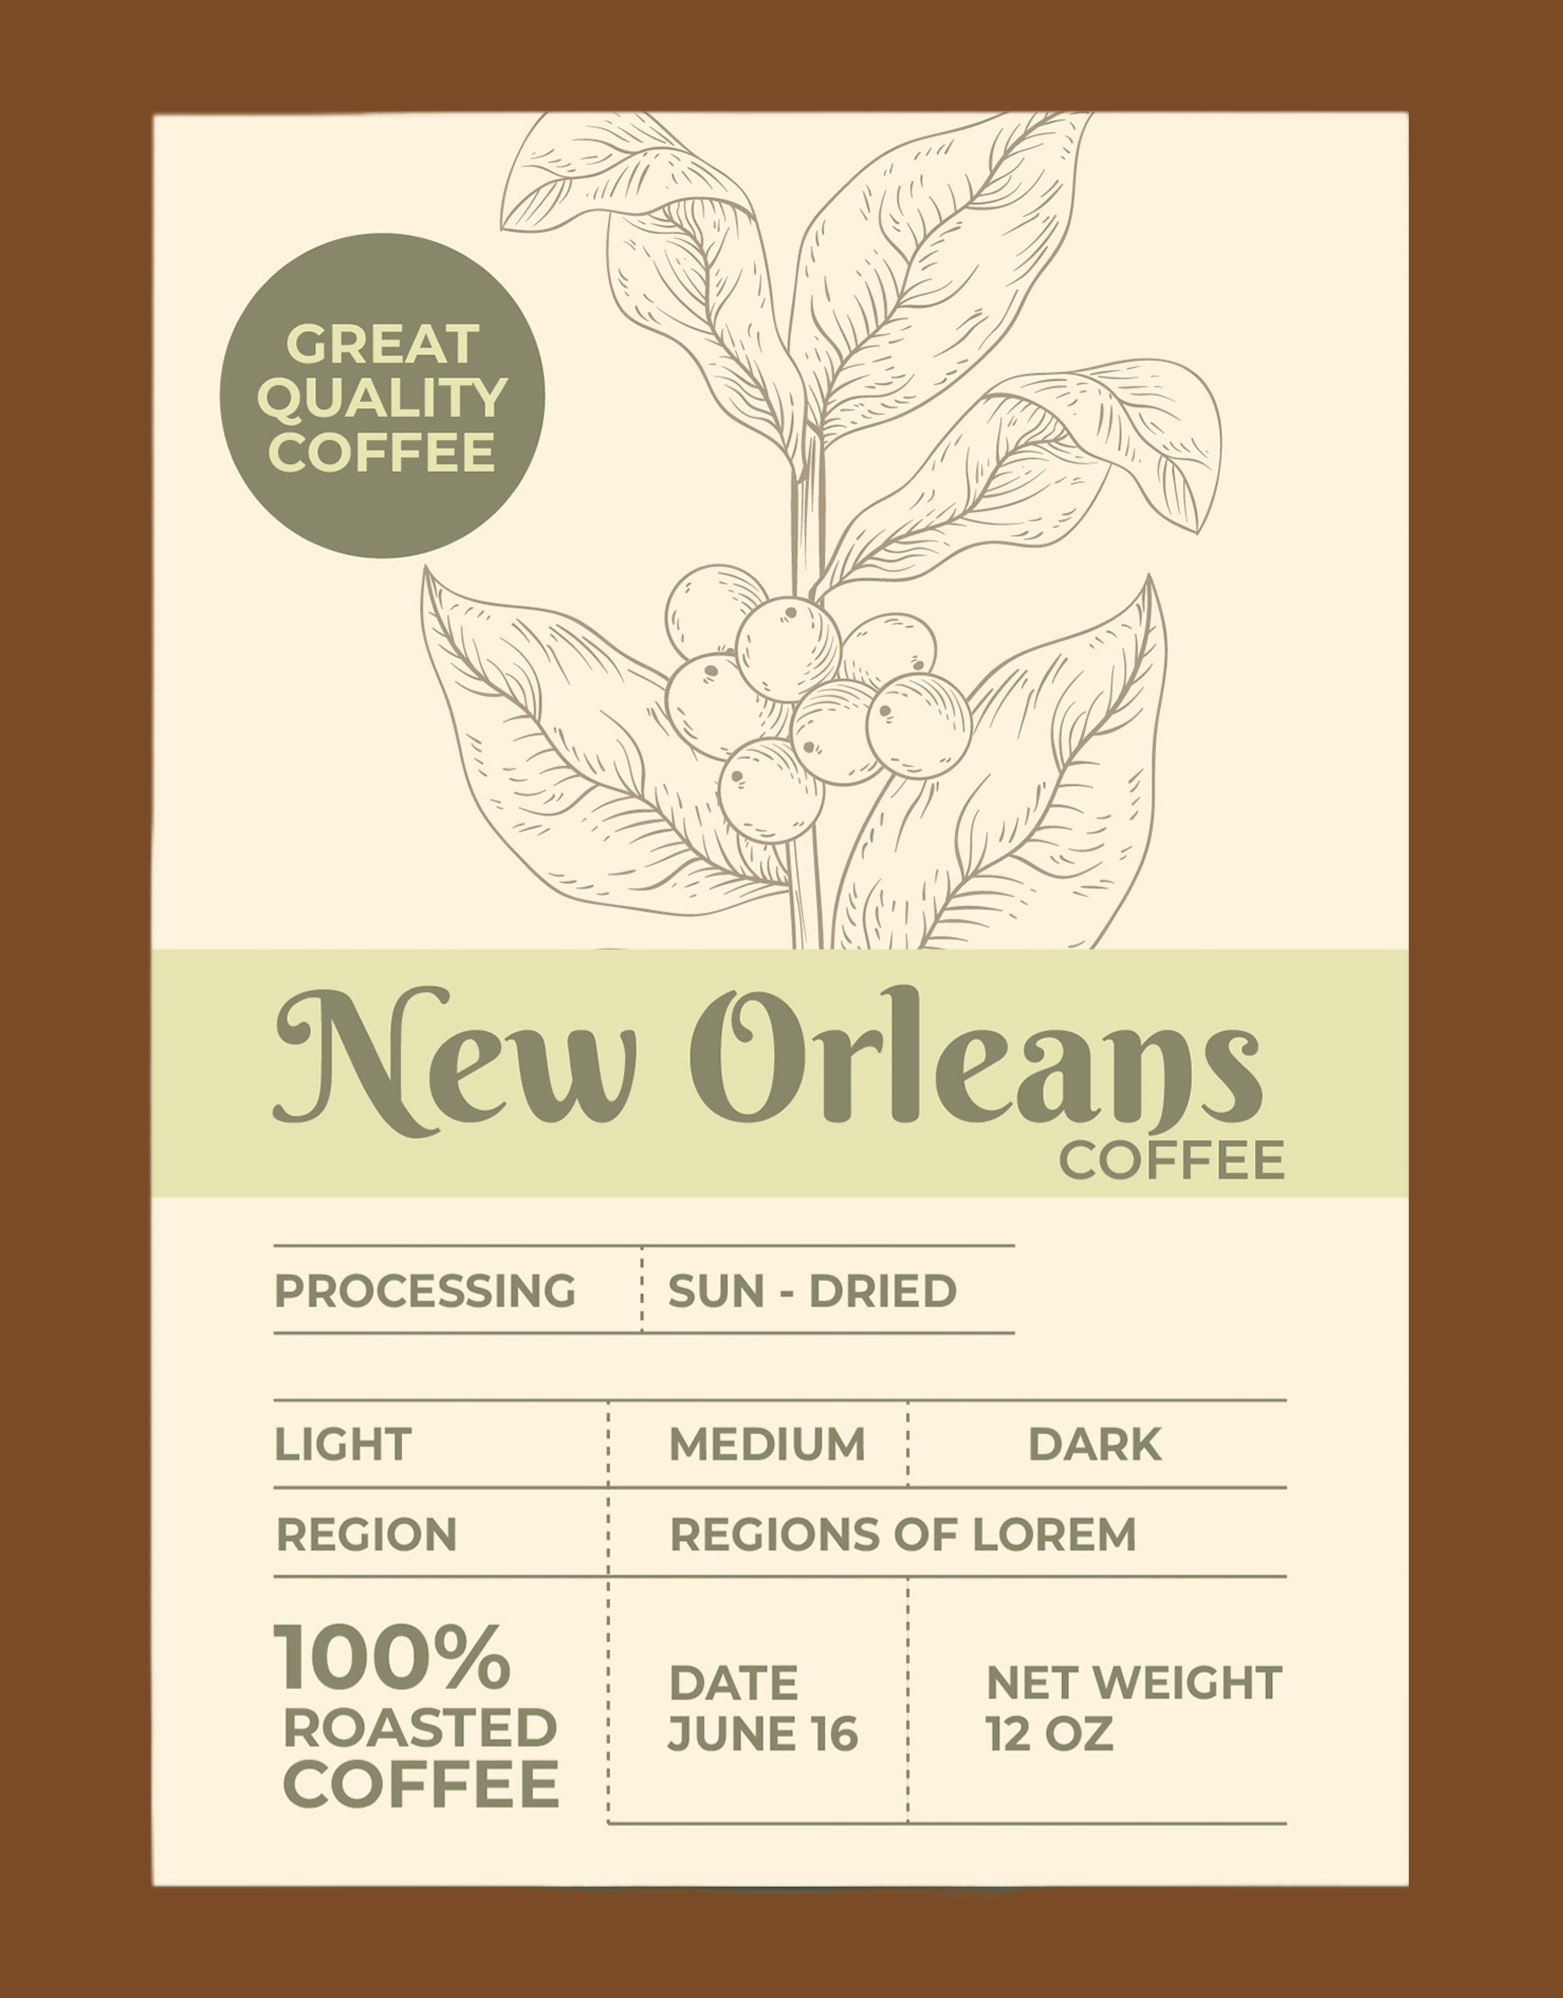 GREAT
QUALITY
COFFEE
New Orleans
COFFEE
PROCESSING SUN - DRIED
LIGHT MEDIUM DARK
REGION REGIONS OF LOREM
100%
ROASTED
COFFEE
DATE
JUNE 16
NET WEIGHT
12 OZ